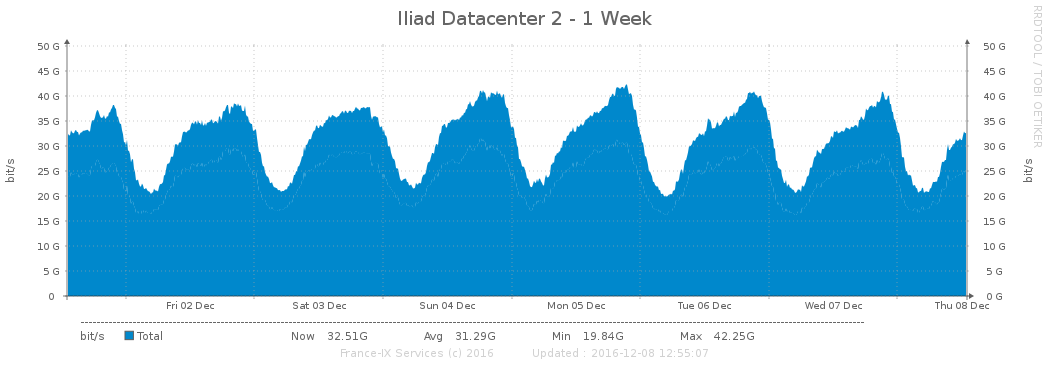 Iliad Datacenter 2 - 1 Week
RRDTOOL / TOBI OETIKER
50 G 50 G
45 G 45 G
40 G 40 G
35 G 35 G
30 G 30 G
25 G 25 G
20 G 20 G
15 G 15 G
10 G 10 G
5 G 5 G
0 0 G
bit/s bit/s
Fri 02 Dec Sat 03 Dec Sun 04 Dec Mon 05 Dec Tue 06 Dec Wed 07 Dec Thu 08 Dec
bit/s Total Now 32.51G Avg 31.29G Min 19.84G Max 42.25G
France-IX Services (c) 2016 Updated : 2016-12-08 12:55:07